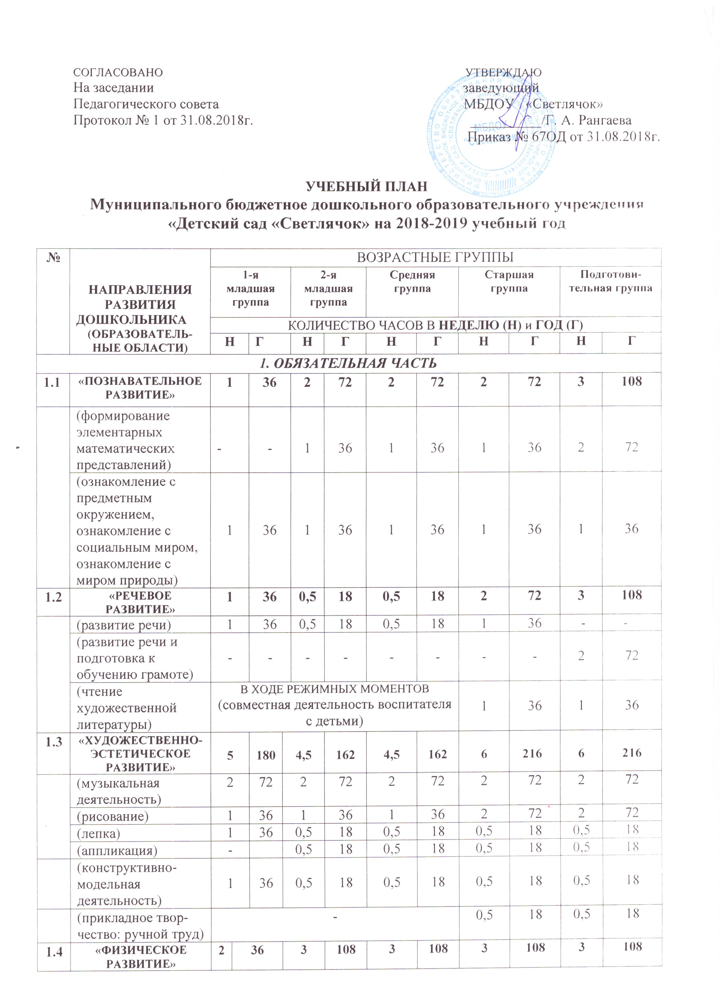 СОГЛАСОВАНО
На заседании
Педагогического совета
Протокол № 1 от 31.08.2018г.
УТВЕРЖДАЮ
заведующий
МБДОУ «Светлячок»
/Г. А. Рангаева
Приказ № 67ОД от 31.08.2018г.
МБДОУ
"Светлячок"
УЧЕБНЫЙ ПЛАН
Муниципального бюджетное дошкольного образовательного учреждения
«Детский сад «Светлячок» на 2018-2019 учебный год
№
НАПРАВЛЕНИЯ
РАЗВИТИЯ
ДОШКОЛЬНИКА
(ОБРАЗОВАТЕЛЬ-
НЫЕ ОБЛАСТИ)
ВОЗРАСТНЫЕ ГРУППЫ
1-я
младшая
группа
2-я
младшая
группа
Средняя
группа
Старшая
группа
Подготови-
тельная группа
КОЛИЧЕСТВО ЧАСОВ В НЕДЕЛЮ (Н) и ГОД (Г)
Н Г Н Г Н Г Н Г Н Г
1. ОБЯЗАТЕЛЬНАЯ ЧАСТЬ
1.1 «ПОЗНАВАТЕЛЬНОЕ 1 36 2 72 2 72 2 72 3 108
РАЗВИТИЕ»
(формирование
элементарных
математических - - 1 36 1 36 1 36 2 72
представлений)
(ознакомление с
предметным
окружением,
ознакомление с 1 36 1 36 1 36 1 36 1 36
социальным миром,
ознакомление с
миром природы)
1.2 «РЕЧЕВОЕ 1 36 0,5 18 0,5 18 2 72 3 108
РАЗВИТИЕ»
(развитие речи) 1 36 0,5 18 0,5 18 1 36 - -
(развитие речи и
подготовка к - - - - - - - - 2 72
обучению грамоте)
(чтение
художественной
литературы)
В ХОДЕ РЕЖИМНЫХ МОМЕНТОВ
(совместная деятельность воспитателя
с детьми)
1 36 1 36
1.3 «ХУДОЖЕСТВЕННО-
ЭСТЕТИЧЕСКОЕ 5 180 4,5 162 4,5 162 6 216 6 216
РАЗВИТИЕ»
(музыкальная 2 72 2 72 2 72 2 72 2 72
деятельность)
(рисование) 1 36 1 36 1 36 2 72 2 72
(лепка) 1 36 0,5 18 0,5 18 0,5 18 0,5 18
(аппликация) - 0,5 18 0,5 18 0,5 18 0,5 18
(конструктивно-
модельная 1 36 0,5 18 0,5 18 0,5 18 0,5 18
деятельность)
(прикладное твор- - 0,5 18 0,5 18
чество: ручной труд)
1.4 «ФИЗИЧЕСКОЕ 2 36 3 108 3 108 3 108 3 108
РАЗВИТИЕ»